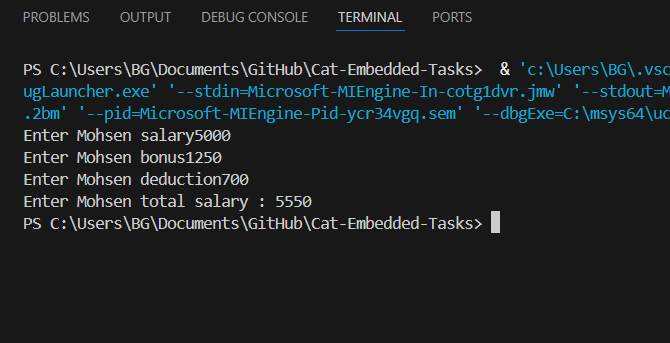 PROBLEMS OUTPUT DEBUG CONSOLE TERMINAL PORTS
PS C:\Users\BG\Documents\GitHub\Cat-Embedded-Tasks>  & 'c:\Users\BG\.vsc
ugLauncher.exe' '--stdin=Microsoft-MIEngine-In-cotg1dvr.jmw' '--stdout=M
.2bm' '--pid=Microsoft-MIEngine-Pid-ycr34vgq.sem' '--dbgExe=C:\msys64\uc
Enter Mohsen salary5000
Enter Mohsen bonus1250
Enter Mohsen deduction700
Enter Mohsen total salary : 5550
PS C:\Users\BG\Documents\GitHub\Cat-Embedded-Tasks>